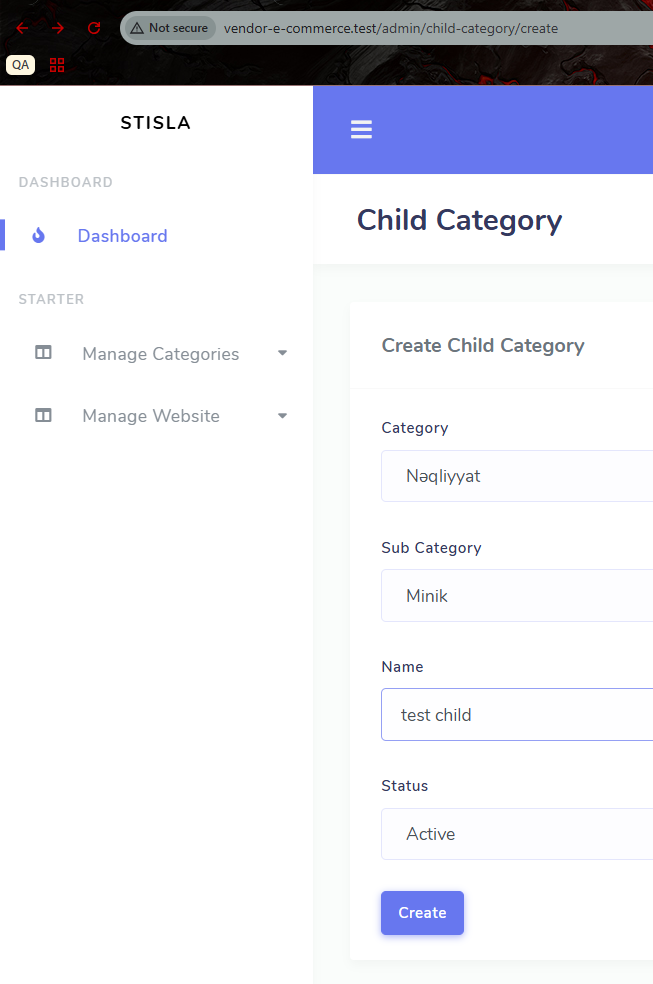 Not secure vendor-e-commerce.test/admin/child-category/create
QA
STISLA
DASHBOARD
Dashboard
STARTER
Manage Categories
Manage Website
Child Category
Create Child Category
Category
Nəqliyyat
Sub Category
Minik
Name
test child
Status
Active
Create